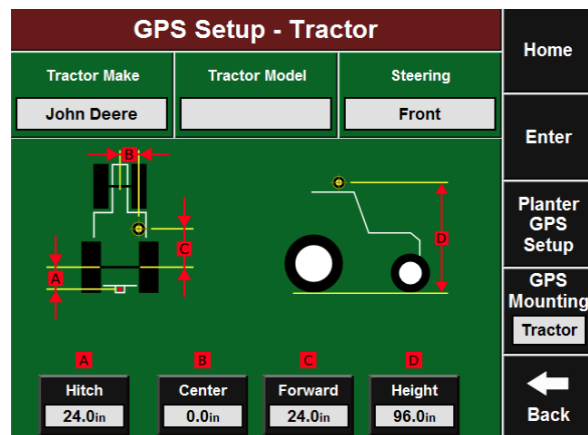 GPS Setup - Tractor
Tractor Make
Tractor Model
Steering
John Deere
Front
B
A
C
D
A
B
C
D
Hitch
Center
Forward
Height
24.0in
0.0in
24.0in
96.0in
Home
Enter
Planter
GPS
Setup
GPS
Mounting
Tractor
Back